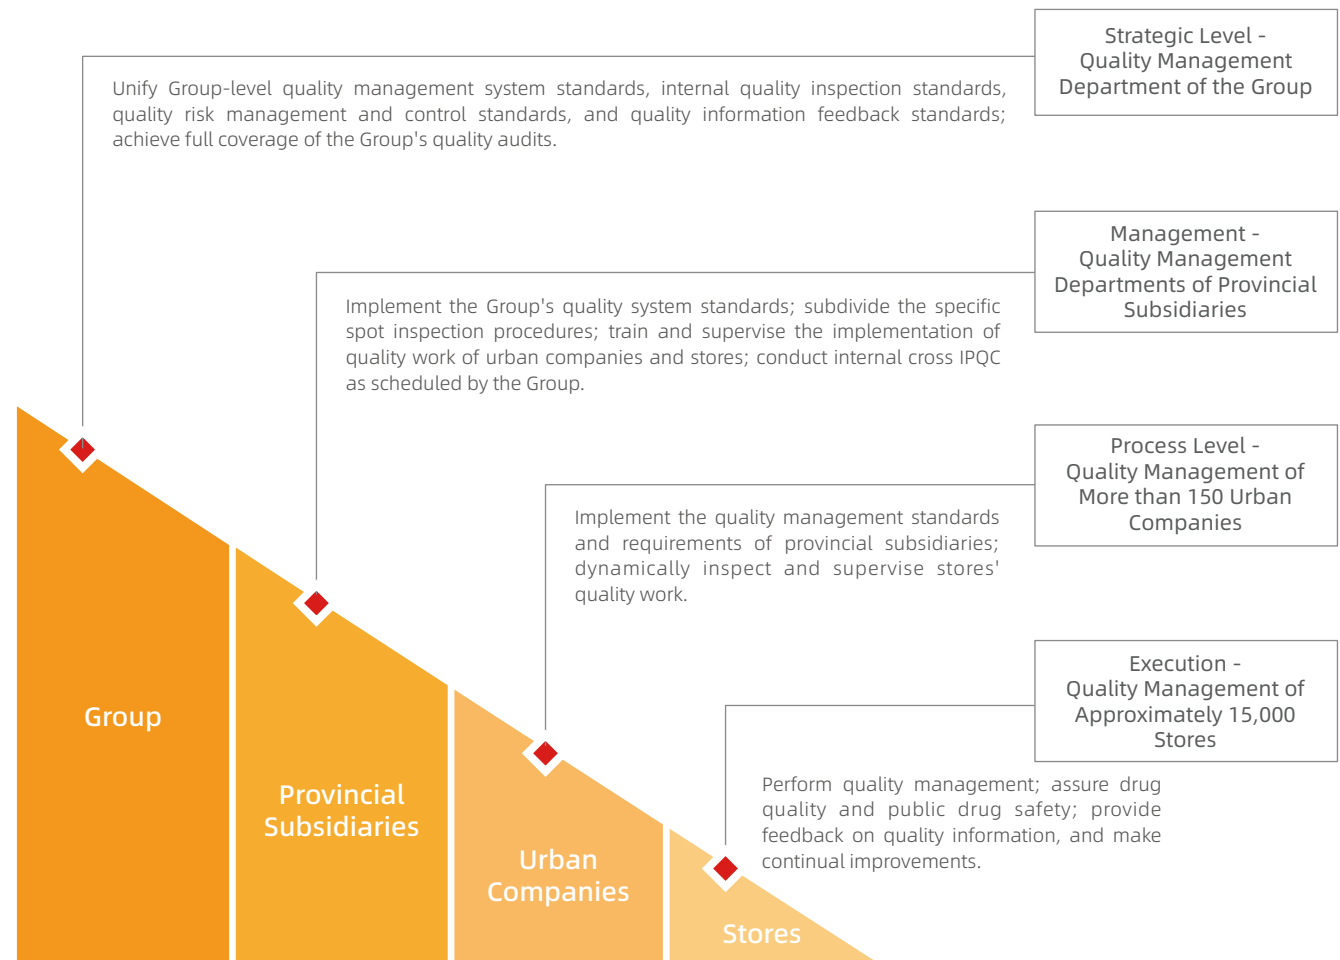 Strategic Level -
Quality Management
Department of the Group
Unify Group-level quality management system standards, internal quality inspection standards,
quality risk management and control standards, and quality information feedback standards;
achieve full coverage of the Group's quality audits.
Management -
Quality Management
Departments of Provincial
Subsidiaries
Implement the Group's quality system standards; subdivide the specific
spot inspection procedures; train and supervise the implementation of
quality work of urban companies and stores; conduct internal cross IPQC
as scheduled by the Group.
Process Level -
Quality Management of
More than 150 Urban
Companies
Implement the quality management standards
and requirements of provincial subsidiaries;
dynamically inspect and supervise stores'
quality work.
Execution -
Quality Management of
Approximately 15,000
Stores
Perform quality management; assure drug
quality and public drug safety; provide
feedback on quality information, and make
continual improvements.
Group
Provincial
Subsidiaries
Urban
Companies
Stores